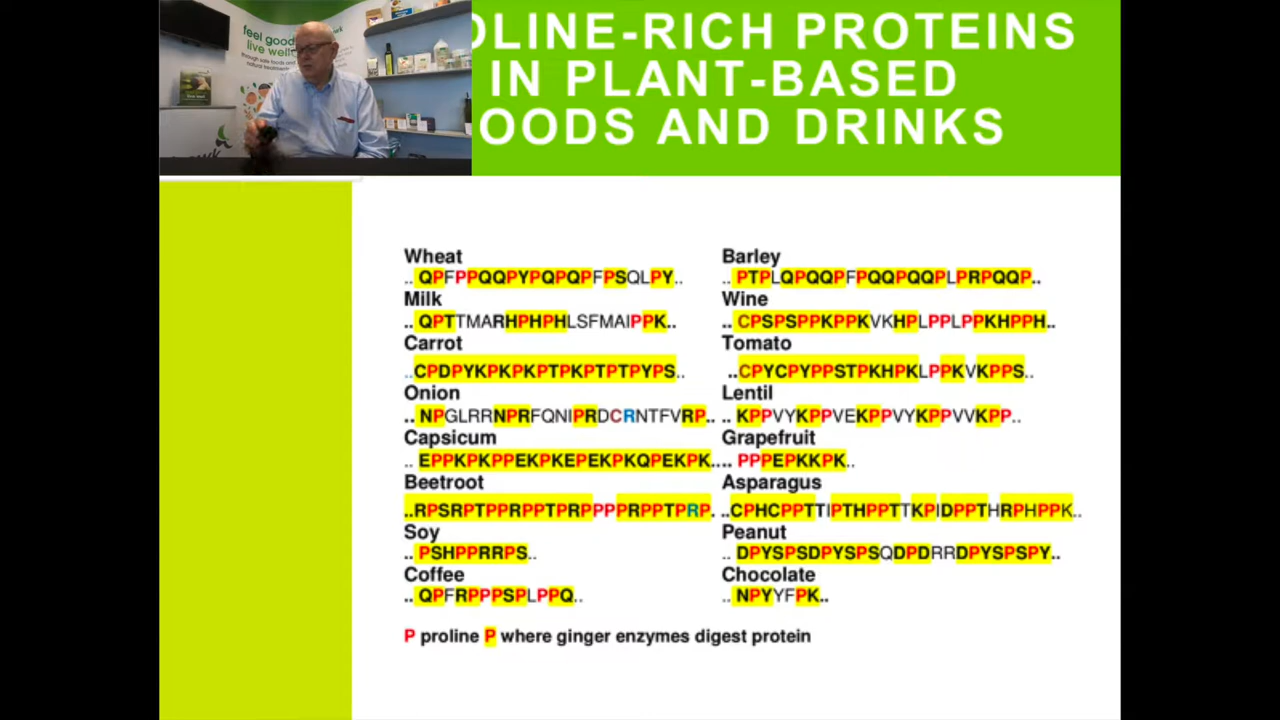 feel good
live well
OLINE-RICH PROTEINS
IN PLANT-BASED
OODS AND DRINKS
Wheat
.. QPFPPQQPYPQPQPFPSQLPY..
Milk
.. QPTTMARHPHPHLSFMAIPPK..
Carrot
..CPDPYKPKPKPTPKPTPTPYPS..
Onion
.. NPGLRRNPRFQNIPRDCRNTFVRP..
Capsicum
.. EPPKPKPPEKPKEPEKPKQPEKPK..
Beetroot
..RPSRPTPPRPPTPRPPPPRPPTPRP.
Soy
.. PSHPPRRPS..
Coffee
.. QPFRPPPSPLPPQ..
Barley
.. PTPLQPQQPFPQQPQQPLPRPQQP..
Wine
.. CPSPSPPKPPKVKHPLPPLPPKHPPH..
Tomato
..CPYCPYPPSTPKHPKLPPKVKPPS..
Lentil
.. KPPVYKPPVEKPPVYKPPVVKPP..
Grapefruit
.. PPPEPKKPK..
Asparagus
..CPHCPPTTIPTHPPTTKPIDPPTHRPHPPK..
Peanut
.. DPYSPSDPYSPSQDPDRRDPYSPSPY..
Chocolate
.. NPYYFPK..
P proline P where ginger enzymes digest protein